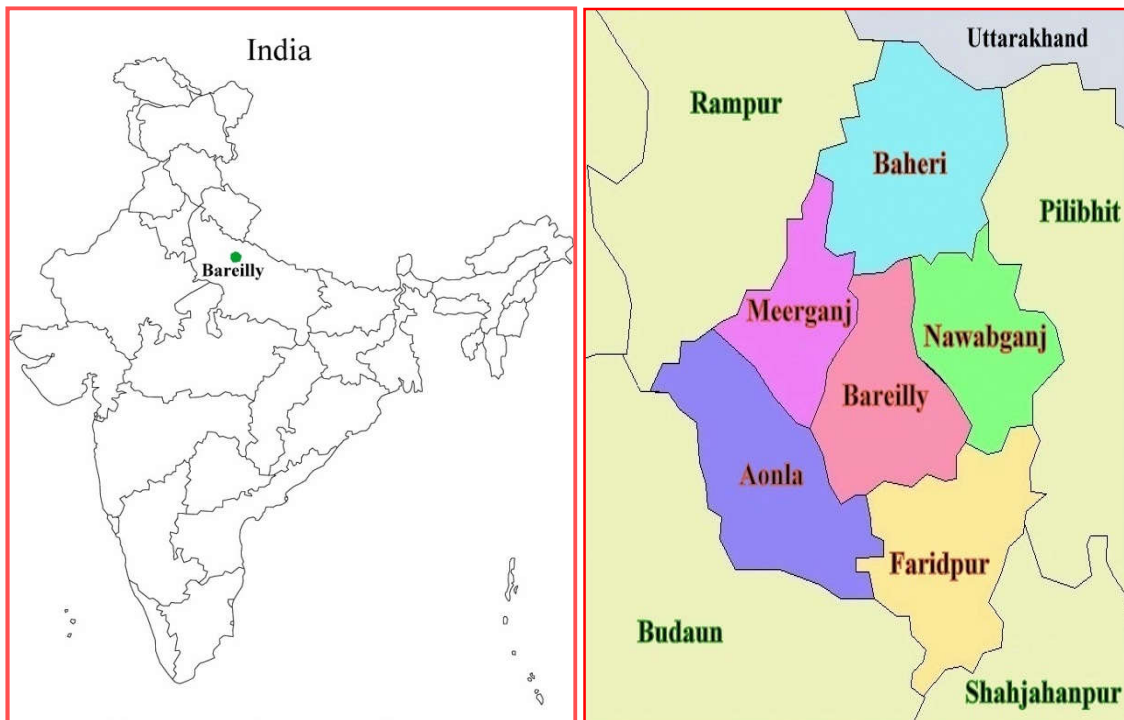 India
Bareilly
Uttarakhand
Rampur
Baheri
Pilibhit
Meerganj
Nawabganj
Bareilly
Aonla
Faridpur
Budaun
Shahjahanpur